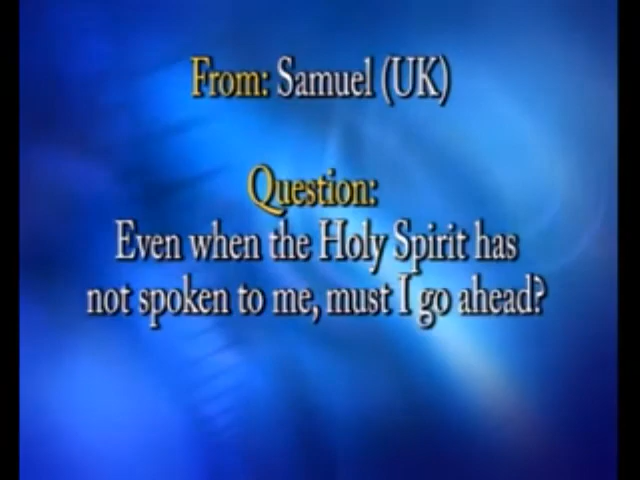 From: Samuel (UK)
Question:
Even when the Holy Spirit has
not spoken to me, must I go ahead?